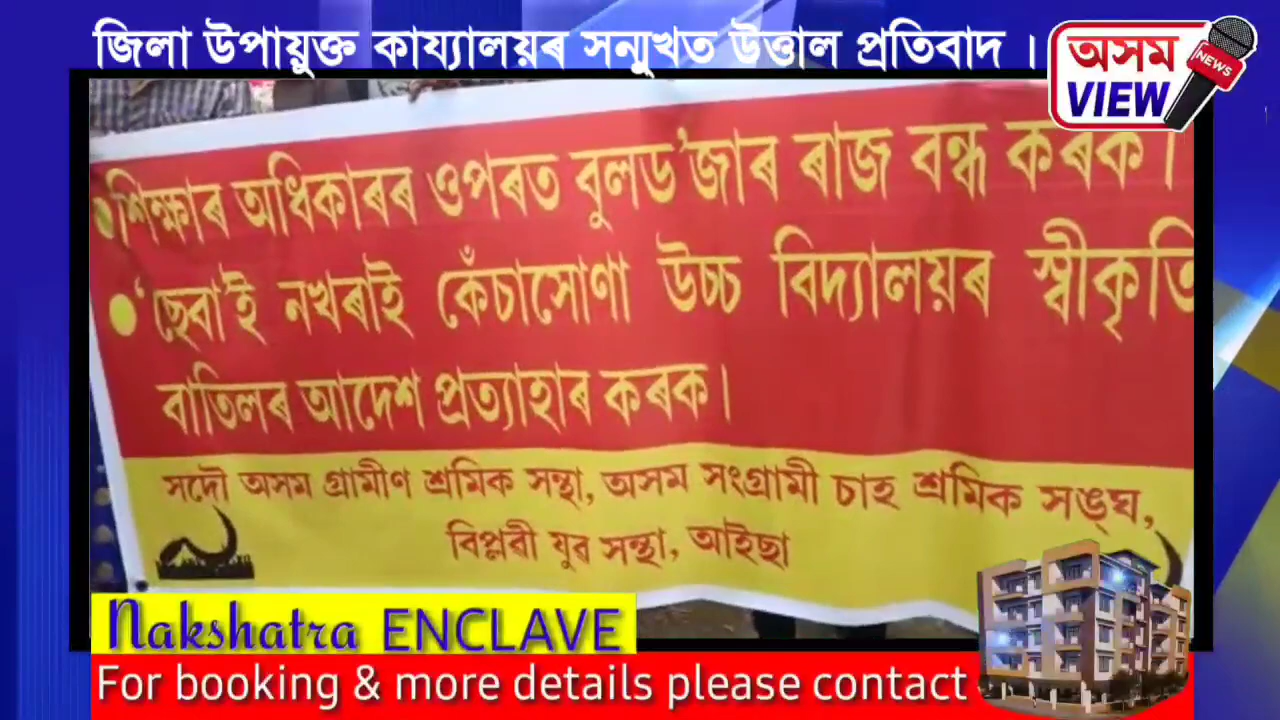 জিলা উপায়ুক্ত কায্যালয়ৰ সন্মুখত উত্তাল প্ৰতিবাদ ।
অসম
VIEW
NEWS
•শিক্ষাৰ অধিকাৰৰ ওপৰত বুলড'জাৰ ৰাজ বন্ধ কৰক।
• 'ছেবা'ই নখৰাই কেঁচাসোণা উচ্চ বিদ্যালয়ৰ স্বীকৃতি
বাতিলৰ আদেশ প্ৰত্যাহাৰ কৰক।
সদৌ অসম গ্ৰামীণ শ্ৰমিক সন্থা, অসম সংগ্ৰামী চাহ শ্ৰমিক সঙ্ঘ,
বিপ্লৱী যুৱ সন্থা, আইছা
Nakshatra ENCLAVE
For booking & more details please contact -